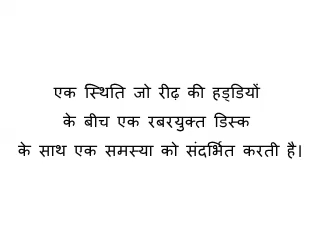 एक स्थिति जो रीढ़ की हड्डियों
के बीच एक रबरयुक्त डिस्क
के साथ एक समस्या को संदर्भित करती है।